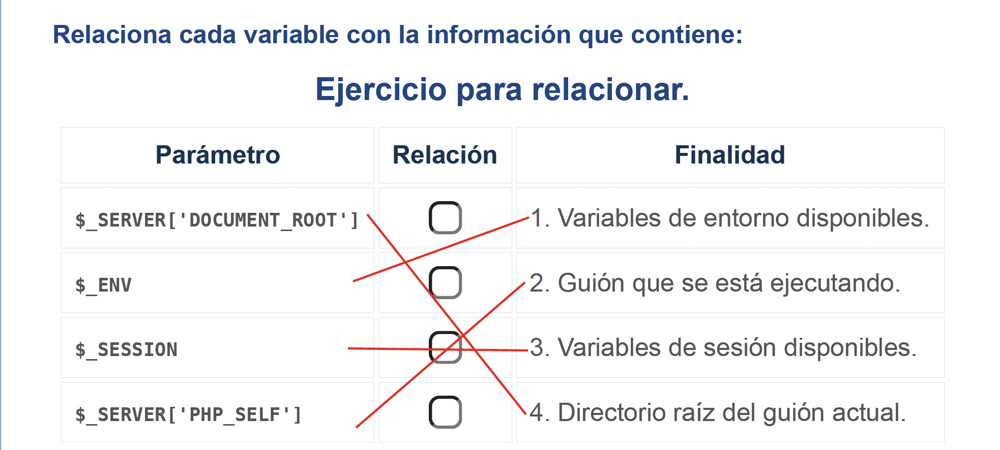 Relaciona cada variable con la información que contiene:
Ejercicio para relacionar.
Parámetro Relación Finalidad
$_SERVER['DOCUMENT_ROOT'] 1. Variables de entorno disponibles.
$_ENV 2. Guión que se está ejecutando.
$_SESSION 3. Variables de sesión disponibles.
$_SERVER['PHP_SELF'] 4. Directorio raíz del guión actual.